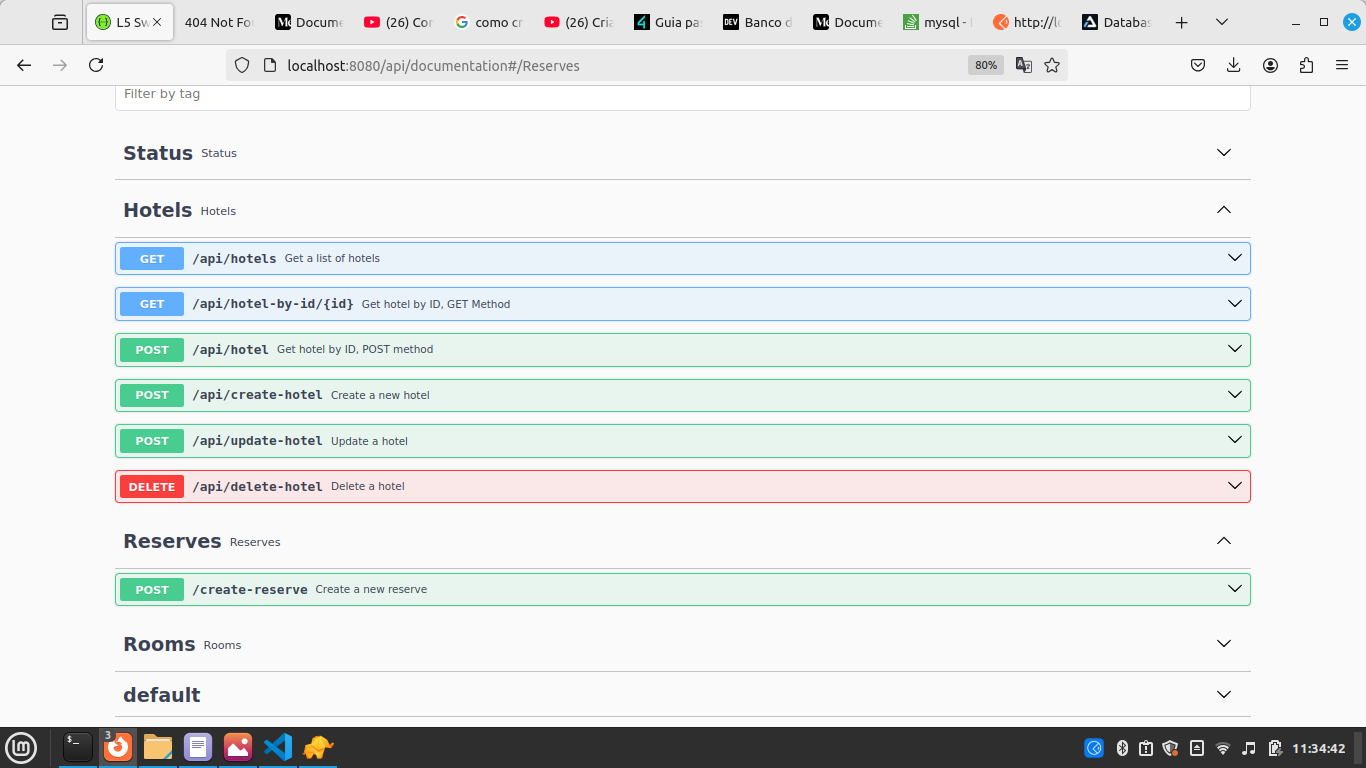 L5 Sw
404 Not Fo
Docume
(26) Cor
como cr
(26) Cria
Guia pa
DEV Banco d
Docume
mysql - 
http://lo
Databas
localhost:8080/api/documentation#/Reserves
80%
Filter by tag
Status Status
Hotels Hotels
GET /api/hotels Get a list of hotels
GET /api/hotel-by-id/{id} Get hotel by ID, GET Method
POST /api/hotel Get hotel by ID, POST method
POST /api/create-hotel Create a new hotel
POST /api/update-hotel Update a hotel
DELETE /api/delete-hotel Delete a hotel
Reserves Reserves
POST /create-reserve Create a new reserve
Rooms Rooms
default
3
11:34:42